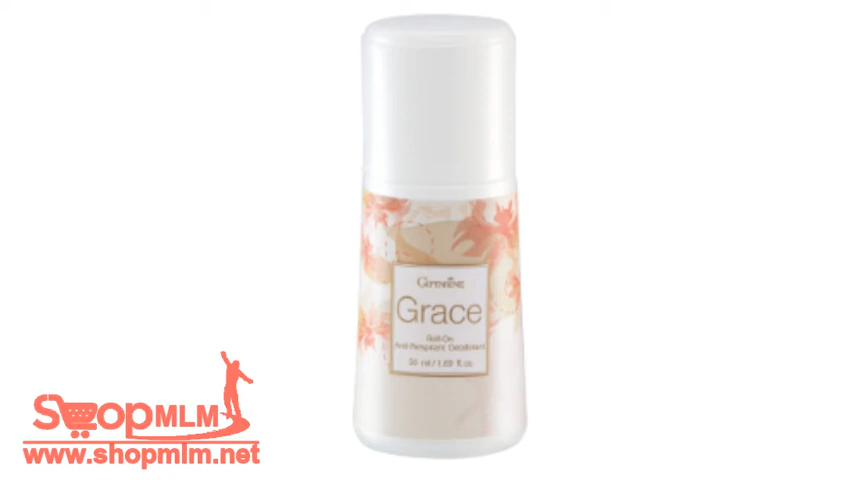 GIFFARINE
Grace
Roll-On
Anti-Perspirant Deodorant
50 ml / 1.69 fl.oz.
ShopMLM
www.shopmlm.net